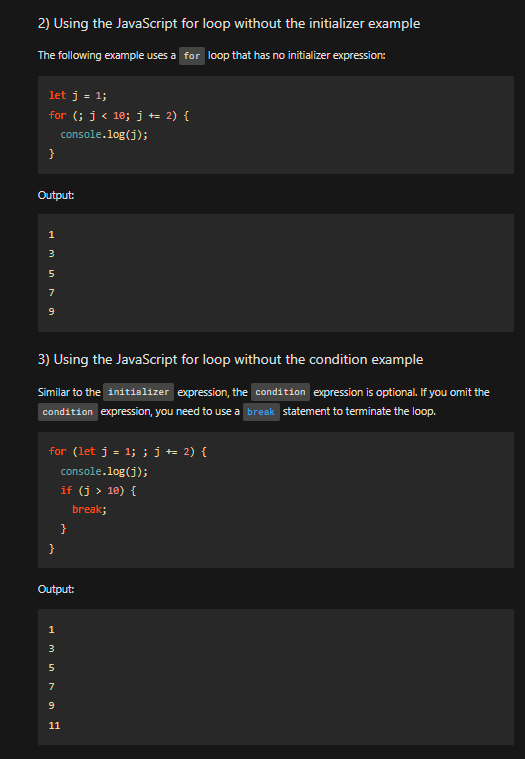 2) Using the JavaScript for loop without the initializer example
The following example uses a for loop that has no initializer expression:
let j = 1;
for (; j < 10; j += 2) {
  console.log(j);
}
Output:
1
3
5
7
9
3) Using the JavaScript for loop without the condition example
Similar to the initializer expression, the condition expression is optional. If you omit the
condition expression, you need to use a break statement to terminate the loop.
for (let j = 1; ; j += 2) {
  console.log(j);
  if (j > 10) {
    break;
  }
}
Output:
1
3
5
7
9
11